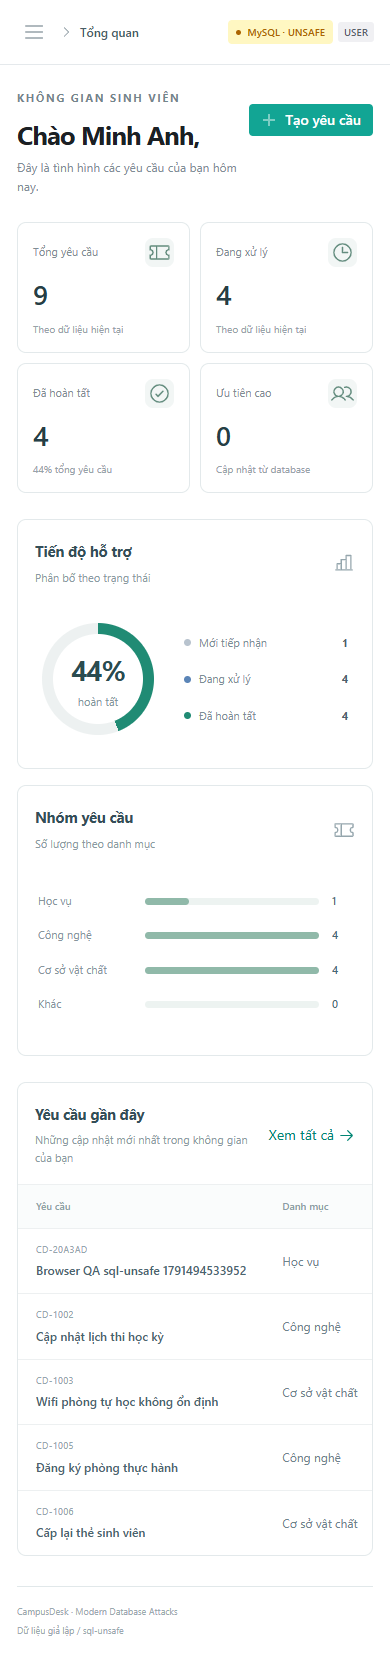 Tổng quan
MySQL · UNSAFE
USER
KHÔNG GIAN SINH VIÊN
Chào Minh Anh,
Đây là tình hình các yêu cầu của bạn hôm
nay.
Tạo yêu cầu
Tổng yêu cầu
9
Theo dữ liệu hiện tại
Đang xử lý
4
Theo dữ liệu hiện tại
Đã hoàn tất
4
44% tổng yêu cầu
Ưu tiên cao
0
Cập nhật từ database
Tiến độ hỗ trợ
Phân bố theo trạng thái
44%
hoàn tất
Mới tiếp nhận 1
Đang xử lý 4
Đã hoàn tất 4
Nhóm yêu cầu
Số lượng theo danh mục
Học vụ 1
Công nghệ 4
Cơ sở vật chất 4
Khác 0
Yêu cầu gần đây
Những cập nhật mới nhất trong không gian
của bạn
Xem tất cả →
Yêu cầu Danh mục
CD-20A3AD
Browser QA sql-unsafe 1791494533952
Học vụ
CD-1002
Cập nhật lịch thi học kỳ
Công nghệ
CD-1003
Wifi phòng tự học không ổn định
Cơ sở vật chất
CD-1005
Đăng ký phòng thực hành
Công nghệ
CD-1006
Cấp lại thẻ sinh viên
Cơ sở vật chất
CampusDesk · Modern Database Attacks
Dữ liệu giả lập / sql-unsafe